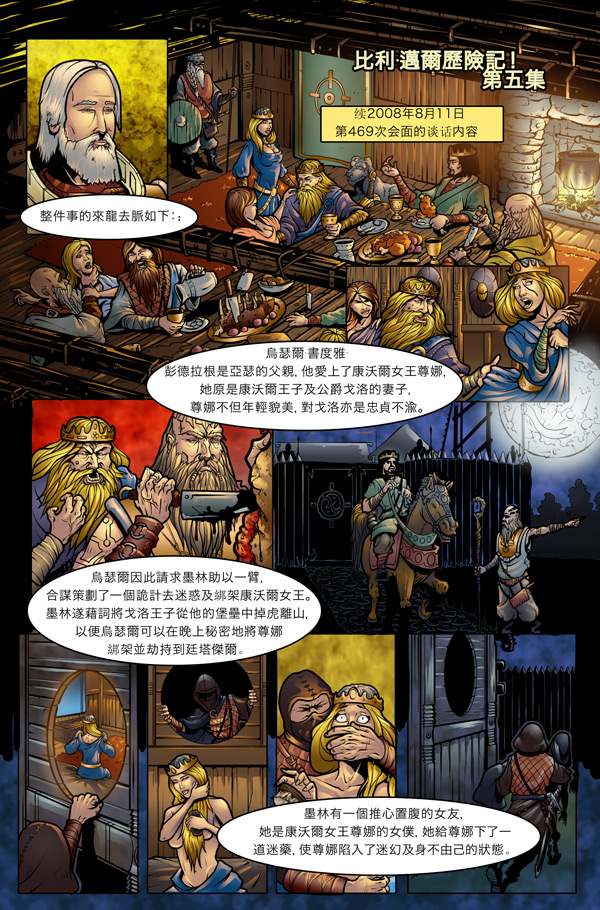 比利·邁爾歷險記!
第五集
续2008年8月11日
第469次会面的谈话内容
整件事的來龍去脈如下::
烏瑟爾·書度雅·
彭德拉根是亞瑟的父親, 他愛上了康沃爾女王尊娜,
她原是康沃爾王子及公爵戈洛的妻子,
尊娜不但年輕貌美, 對戈洛亦是忠貞不渝。
烏瑟爾因此請求墨林助以一臂,
合謀策劃了一個詭計去迷惑及綁架康沃爾女王。
墨林遂藉詞將戈洛王子從他的堡壘中掉虎離山,
以便烏瑟爾可以在晚上秘密地將尊娜
綁架並劫持到廷塔傑爾。
墨林有一個推心置腹的女友,
她是康沃爾女王尊娜的女僕, 她給尊娜下了一
道迷藥, 使尊娜陷入了迷幻及身不由己的狀態。